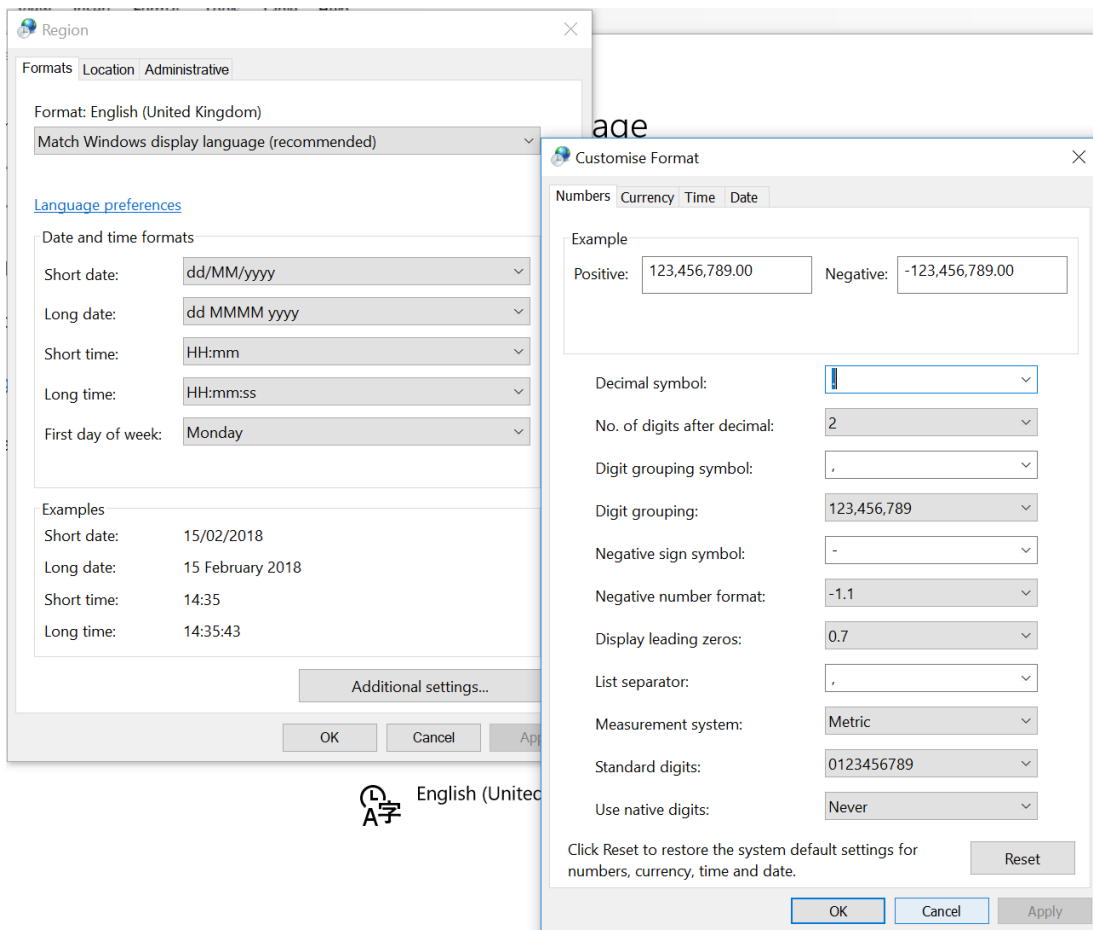 Region
Formats Location Administrative
Format: English (United Kingdom)
Match Windows display language (recommended)
Language preferences
Date and time formats
Short date: dd/MM/yyyy
Long date: dd MMMM yyyy
Short time: HH:mm
Long time: HH:mm:ss
First day of week: Monday
Examples
Short date: 15/02/2018
Long date: 15 February 2018
Short time: 14:35
Long time: 14:35:43
Additional settings...
OK Cancel App
English (United
age
Customise Format
Numbers Currency Time Date
Example
Positive: 123,456,789.00 Negative: -123,456,789.00
Decimal symbol: .
No. of digits after decimal: 2
Digit grouping symbol: ,
Digit grouping: 123,456,789
Negative sign symbol: -
Negative number format: -1.1
Display leading zeros: 0.7
List separator: ,
Measurement system: Metric
Standard digits: 0123456789
Use native digits: Never
Click Reset to restore the system default settings for
numbers, currency, time and date.
Reset
OK Cancel Apply